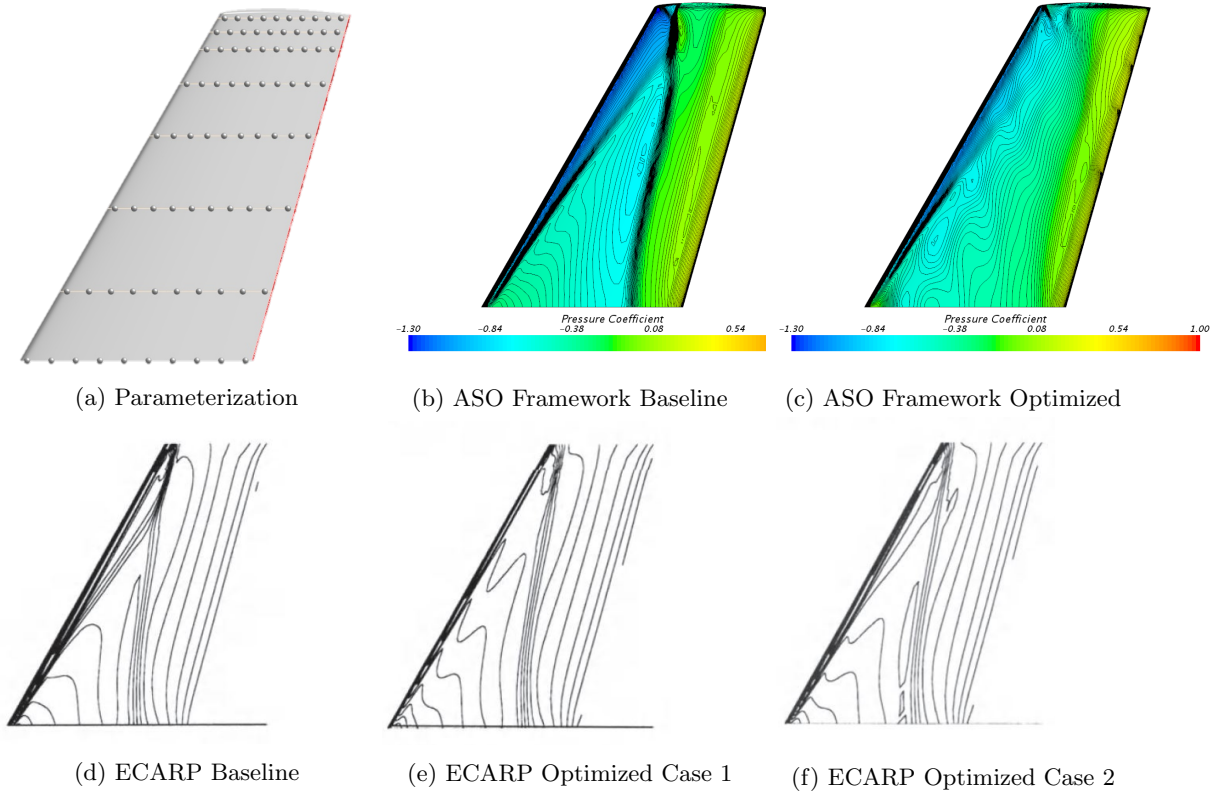 Pressure Coefficient
−1.30 −0.84 −0.38 0.08 0.54
Pressure Coefficient
−1.30 −0.84 −0.38 0.08 0.54 1.00
(a) Parameterization
(b) ASO Framework Baseline
(c) ASO Framework Optimized
(d) ECARP Baseline
(e) ECARP Optimized Case 1
(f) ECARP Optimized Case 2